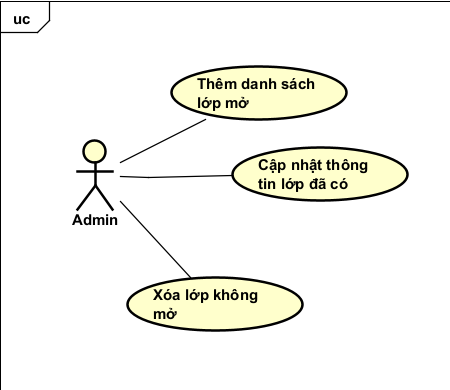 uc
Thêm danh sách
lớp mở
Cập nhật thông
tin lớp đã có
Admin
Xóa lớp không
mở